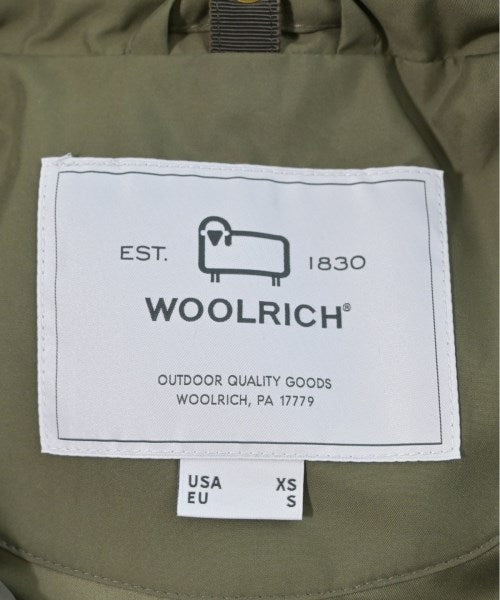 EST. 1830
WOOLRICH®
OUTDOOR QUALITY GOODS
WOOLRICH, PA 17779
USA XS
EU S